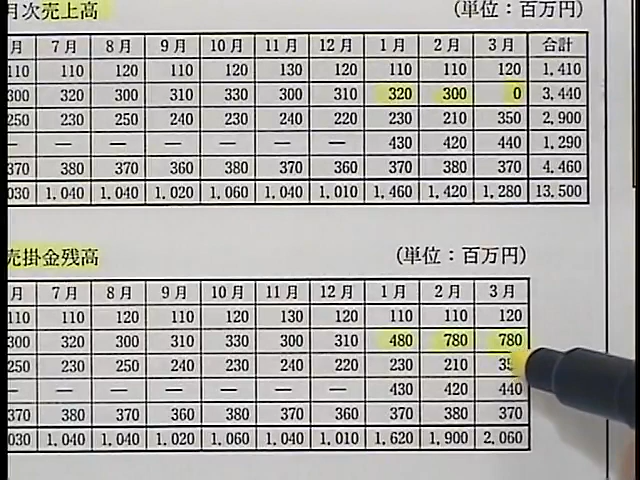 月次売上高 (単位：百万円)
月 7月 8月 9月 10月 11月 12月 1月 2月 3月 合計
110 110 120 110 120 130 120 110 110 120 1,410
300 320 300 310 330 300 310 320 300 0 3,440
250 230 250 240 230 240 220 230 210 350 2,900
― ― ― ― ― ― ― 430 420 440 1,290
370 380 370 360 380 370 360 370 380 370 4,460
030 1,040 1,040 1,020 1,060 1,040 1,010 1,460 1,420 1,280 13,500
売掛金残高 (単位：百万円)
月 7月 8月 9月 10月 11月 12月 1月 2月 3月
110 110 120 110 120 130 120 110 110 120
300 320 300 310 330 300 310 480 780 780
250 230 250 240 230 240 220 230 210
― ― ― ― ― ― ― 430 420 440
370 380 370 360 380 370 360 370 380 370
030 1,040 1,040 1,020 1,060 1,040 1,010 1,620 1,900 2,060